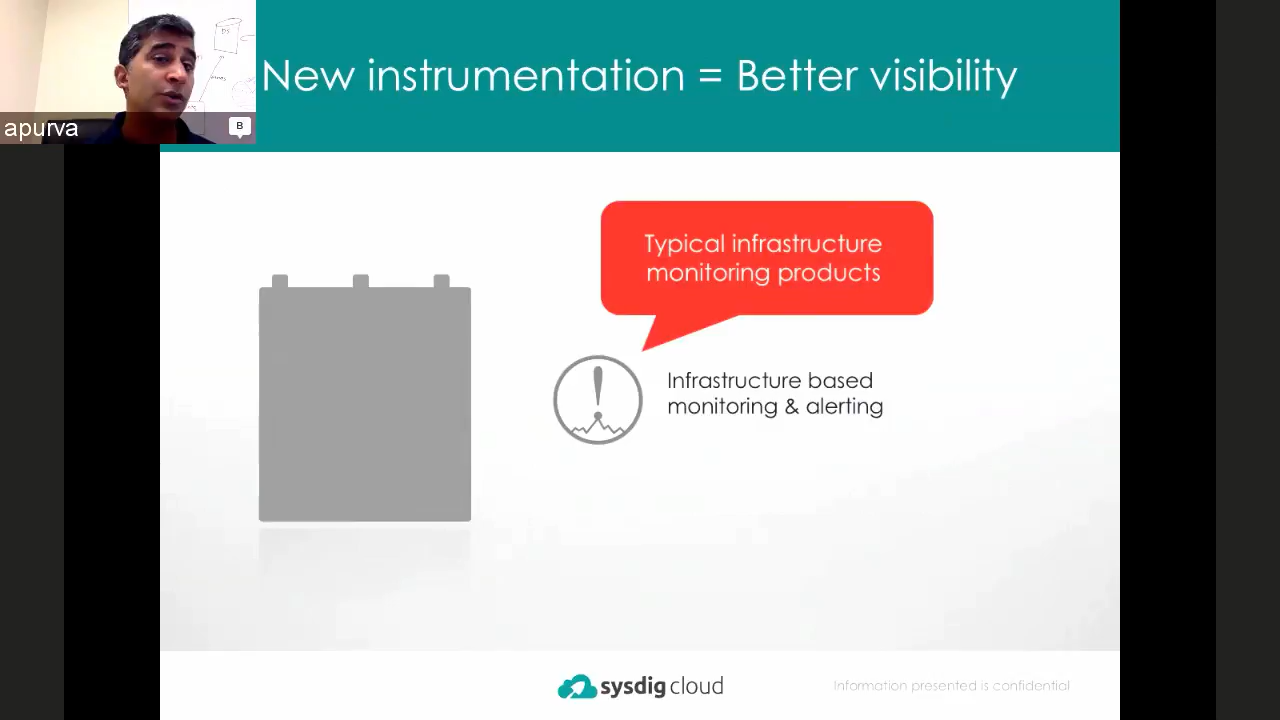 New instrumentation = Better visibility
apurva
B
Typical infrastructure
monitoring products
Infrastructure based
monitoring & alerting
sysdig cloud
Information presented is confidential